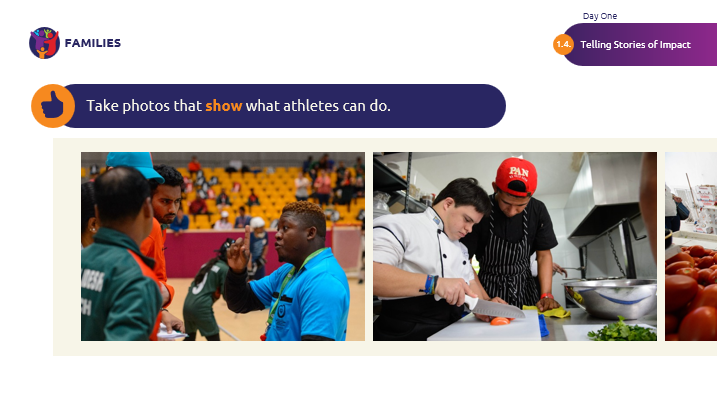 Day One
FAMILIES
1.4. Telling Stories of Impact
Take photos that show what athletes can do.
PAN